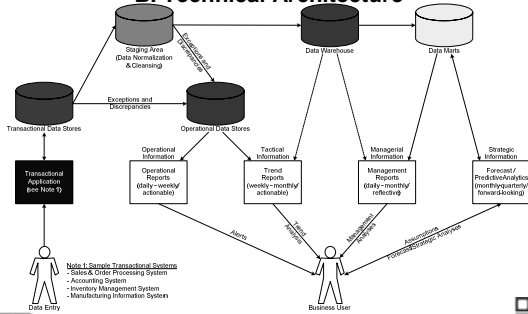 B. Technical Architecture
Staging Area
(Data Normalization
& Cleansing)
Data Warehouse
Data Marts
Exceptions and
Discrepancies
Exceptions and
Discrepancies
Transactional Data Stores
Operational Data Stores
Operational
Information
Tactical
Information
Managerial
Information
Strategic
Information
Transactional
Application
(see Note 1)
Operational
Reports
(daily~weekly/
actionable)
Trend
Reports
(weekly~monthly/
actionable)
Management
Reports
(daily~monthly/
reflective)
Forecast/
PredictiveAnalytics
(monthly~quarterly/
forward-looking)
Alerts
Trend
Analysis
Management
Analyses
Assumptions
Forecast/Strategic Analyses
Note 1: Sample Transactional Systems
- Sales & Order Processing System
- Accounting System
- Inventory Management System
- Manufacturing Information System
Data Entry
Business User